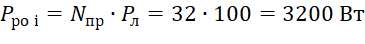 Pро і = Nпр · Pл = 32 · 100 = 3200 Вт